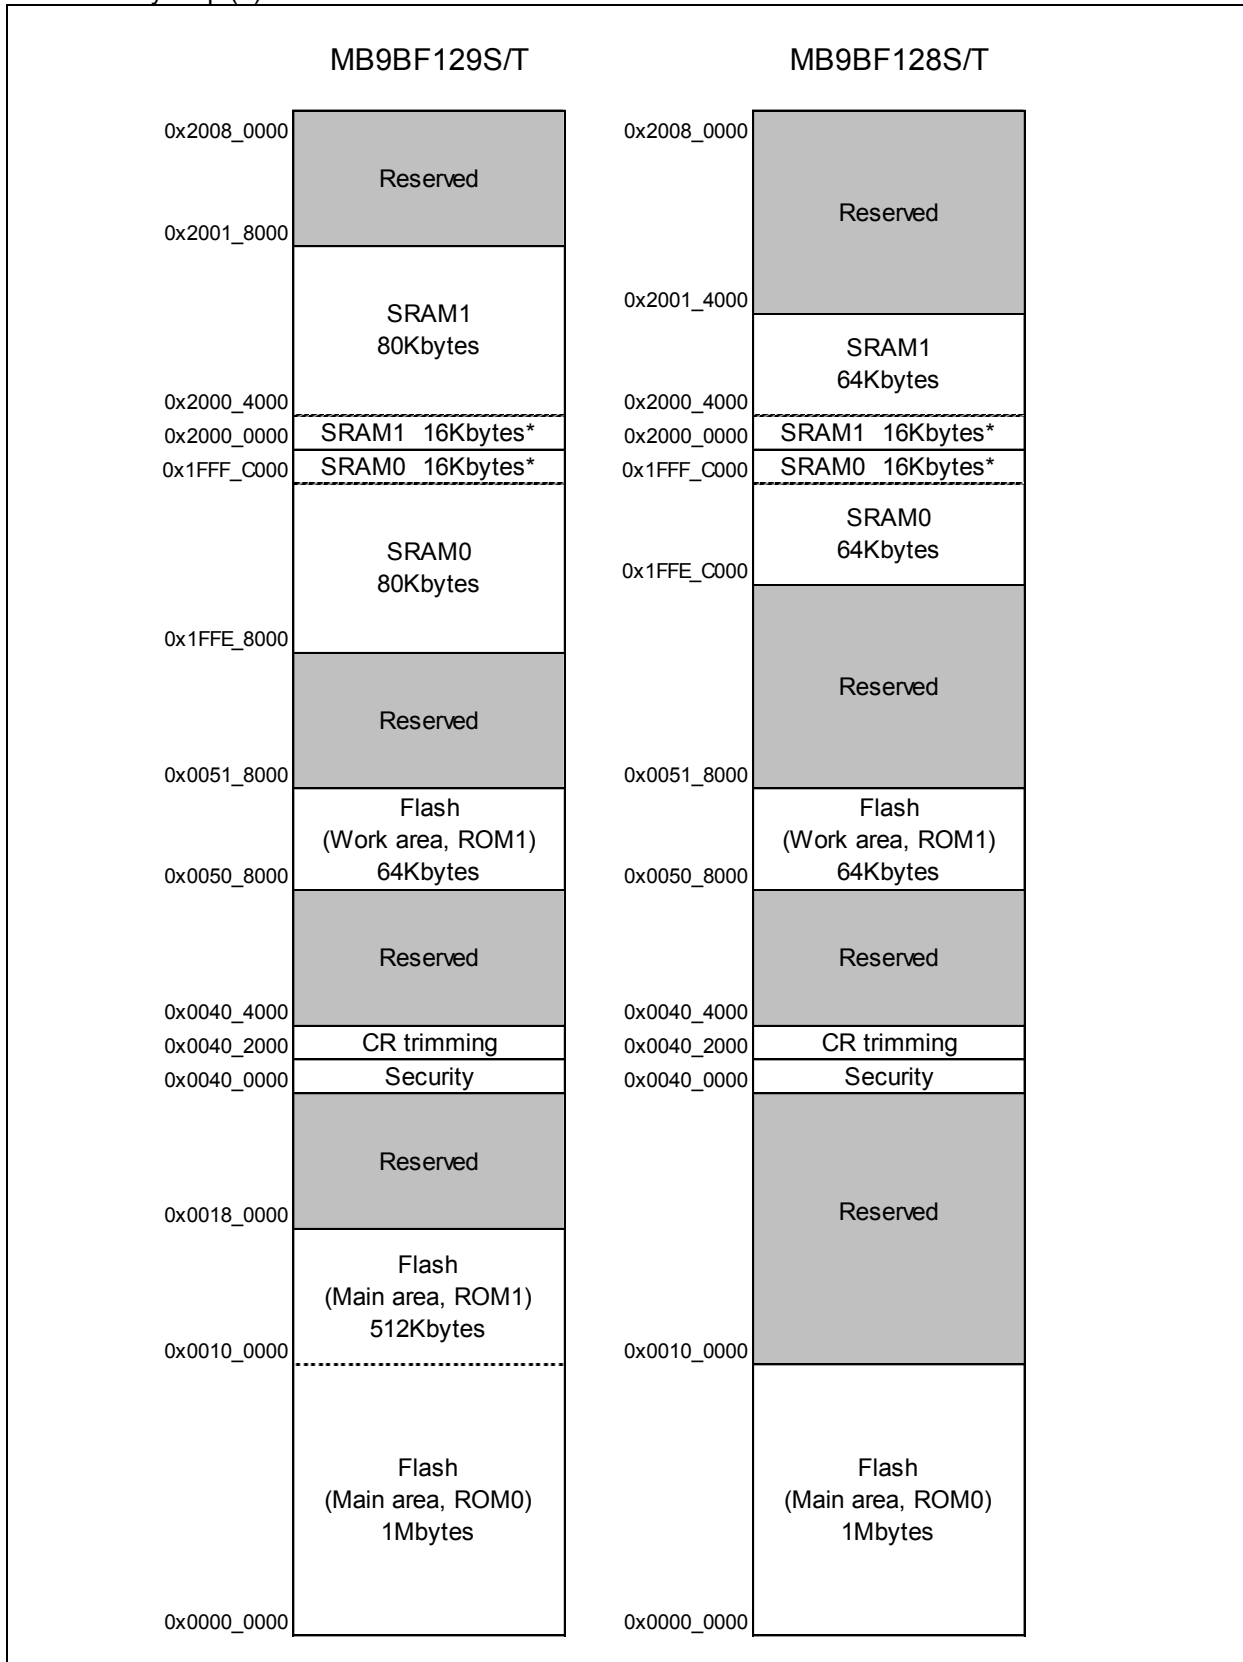 MB9BF129S/T
0x2008_0000
Reserved
0x2001_8000
SRAM1
80Kbytes
0x2000_4000
0x2000_0000 SRAM1 16Kbytes*
0x1FFF_C000 SRAM0 16Kbytes*
SRAM0
80Kbytes
0x1FFE_8000
Reserved
0x0051_8000
Flash
(Work area, ROM1)
0x0050_8000 64Kbytes
Reserved
0x0040_4000
0x0040_2000 CR trimming
0x0040_0000 Security
Reserved
0x0018_0000
Flash
(Main area, ROM1)
512Kbytes
0x0010_0000
Flash
(Main area, ROM0)
1Mbytes
0x0000_0000
MB9BF128S/T
0x2008_0000
Reserved
0x2001_4000
SRAM1
64Kbytes
0x2000_4000
0x2000_0000 SRAM1 16Kbytes*
0x1FFF_C000 SRAM0 16Kbytes*
SRAM0
64Kbytes
0x1FFE_C000
Reserved
0x0051_8000
Flash
(Work area, ROM1)
0x0050_8000 64Kbytes
Reserved
0x0040_4000
0x0040_2000 CR trimming
0x0040_0000 Security
Reserved
0x0010_0000
Flash
(Main area, ROM0)
1Mbytes
0x0000_0000